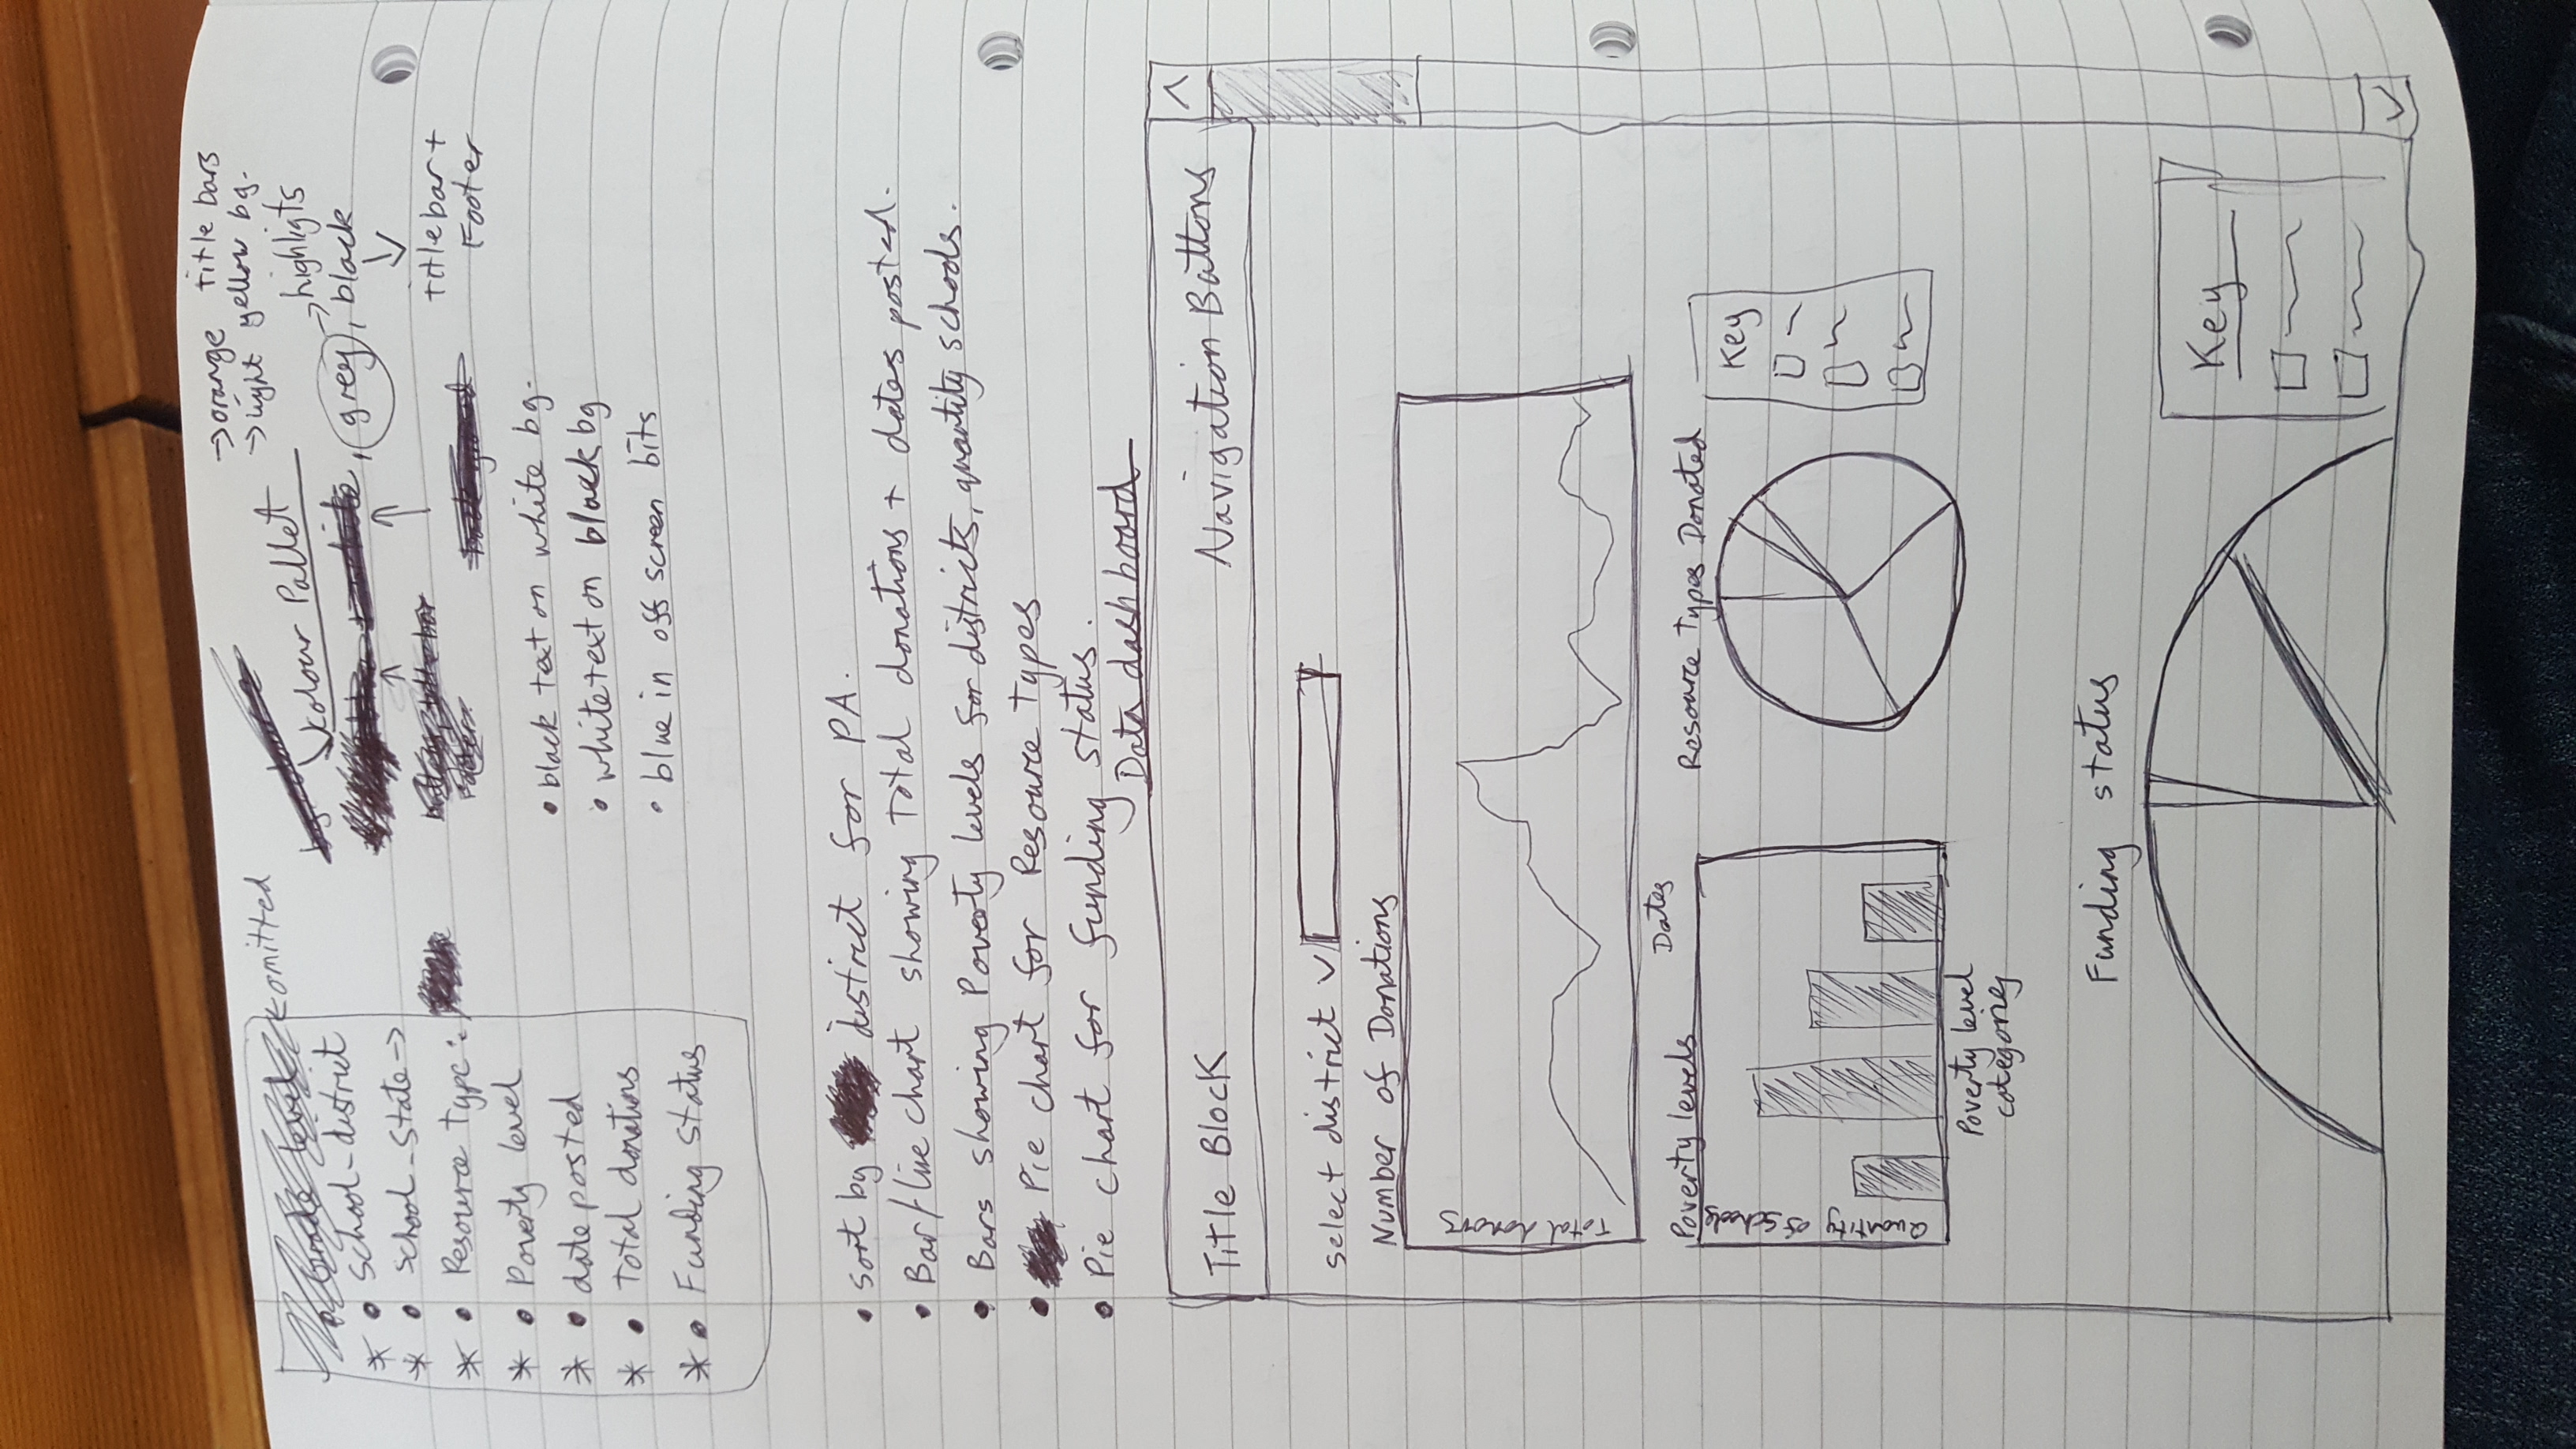 → orange title bars
→ light yellow bg.
← omitted
Grade level
• School-district
• School-State →
• Resource type:
• Poverty level
• date posted
• Total donations
• Funding status
Colour Pallet
→ highligts
, grey, black
title bar +
Footer
• black text on white bg.
• white text on black bg
• blue in off screen bits
• Sort by district for PA.
• Bar/line chart showing Total donations + dates posted.
• Bars showing Poverty levels for districts, quantity schools.
• Pie chart for Resource types
• Pie chart for funding status.
Data dashboard
Title Block
Navigation Buttons
select district
Number of Donations
Total donors
Dates
Poverty levels
Quantity of schools
Poverty level
categories
Resource Types Donated
Key
Funding status
Key